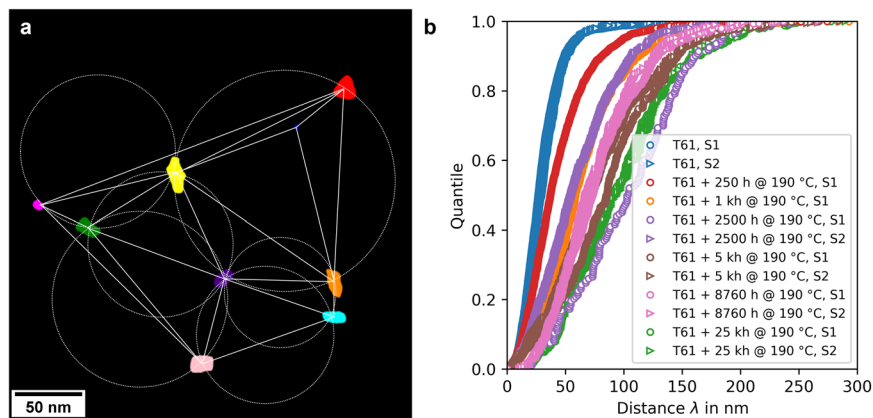 a
50 nm
b
Quantile
1.0
0.8
0.6
0.4
0.2
0.0
T61, S1
T61, S2
T61 + 250 h @ 190 °C, S1
T61 + 1 kh @ 190 °C, S1
T61 + 2500 h @ 190 °C, S1
T61 + 2500 h @ 190 °C, S2
T61 + 5 kh @ 190 °C, S1
T61 + 5 kh @ 190 °C, S2
T61 + 8760 h @ 190 °C, S1
T61 + 8760 h @ 190 °C, S2
T61 + 25 kh @ 190 °C, S1
T61 + 25 kh @ 190 °C, S2
0 50 100 150 200 250 300
Distance λ in nm